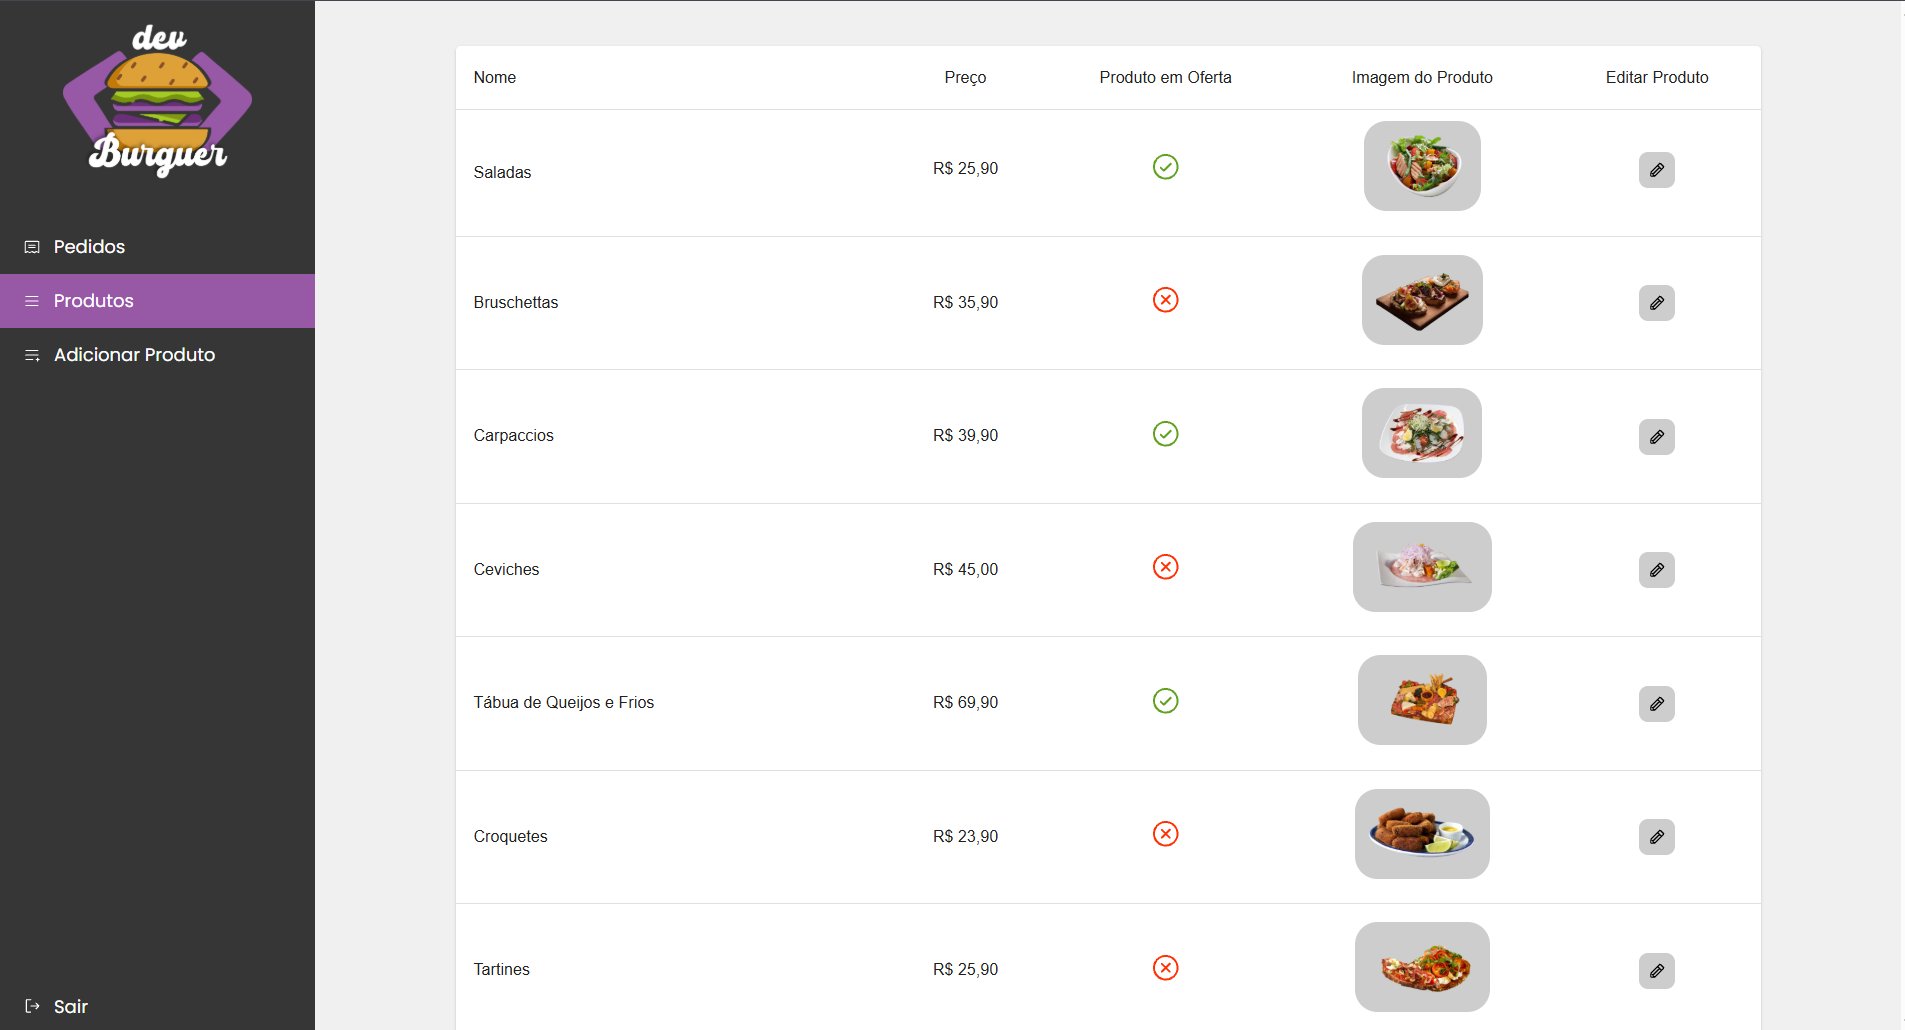 dev
Burguer
Pedidos
Produtos
Adicionar Produto
Sair
Nome Preço Produto em Oferta Imagem do Produto Editar Produto
Saladas R$ 25,90
Bruschettas R$ 35,90
Carpaccios R$ 39,90
Ceviches R$ 45,00
Tábua de Queijos e Frios R$ 69,90
Croquetes R$ 23,90
Tartines R$ 25,90